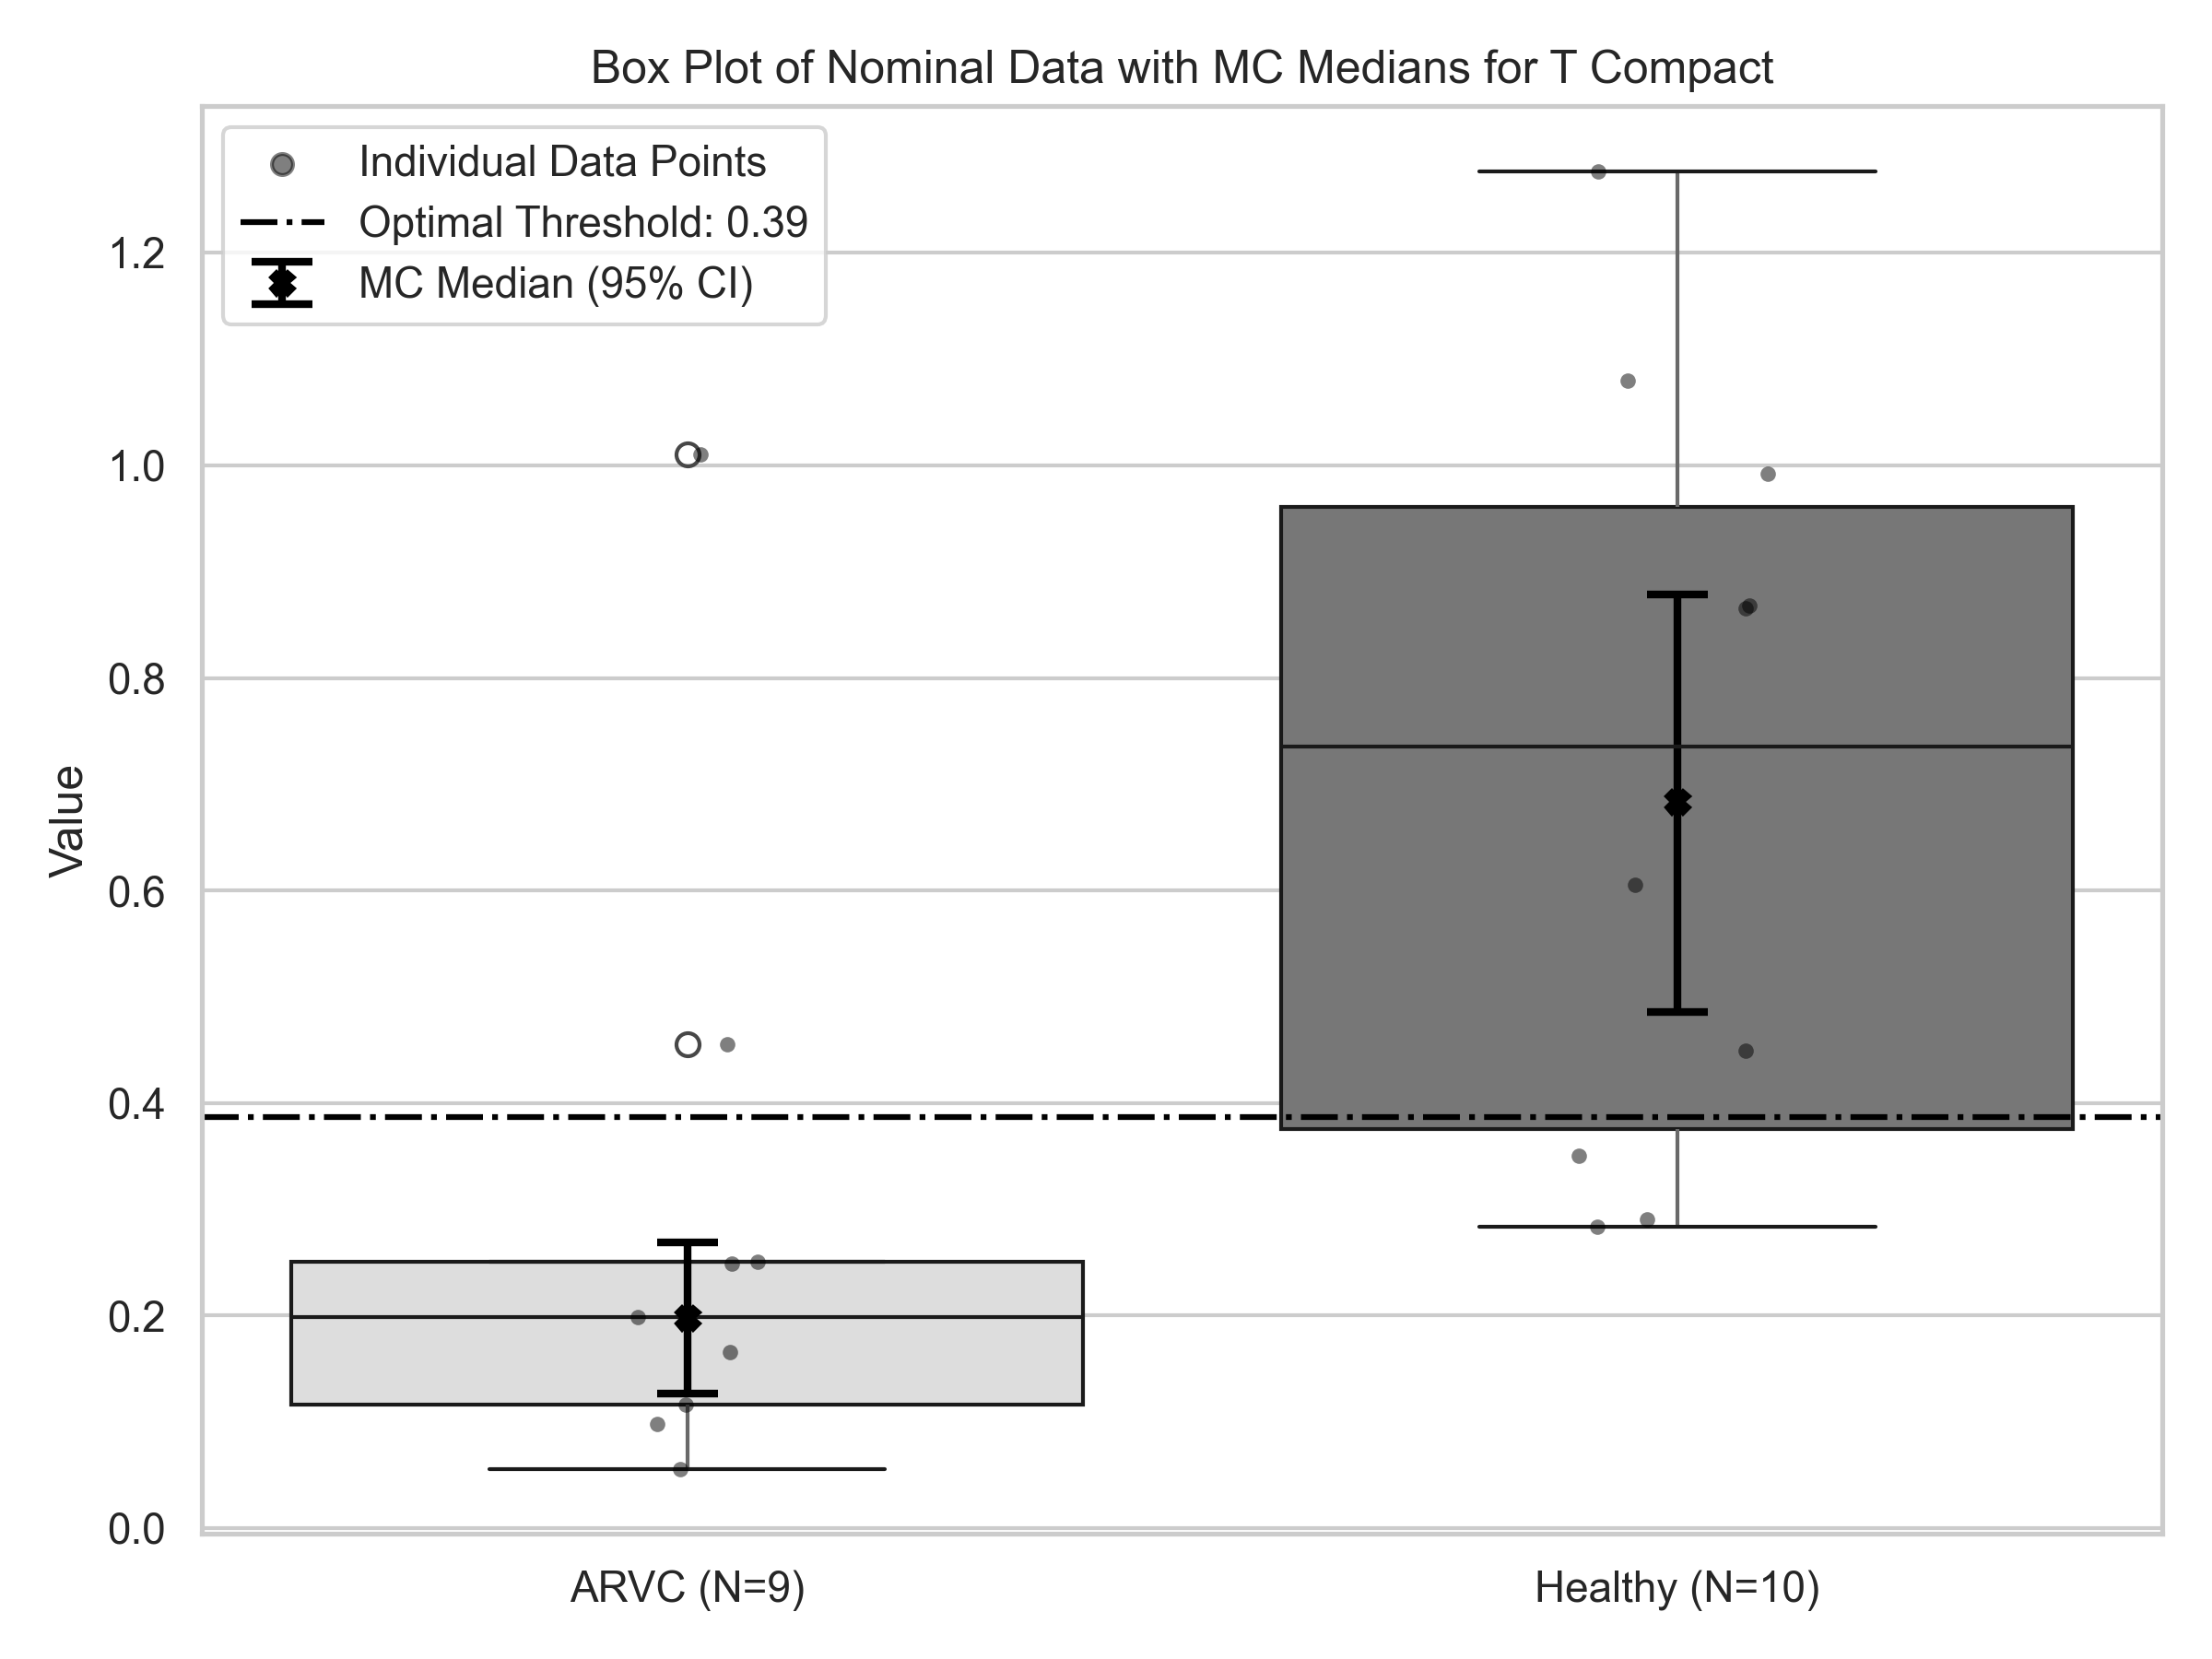 Box Plot of Nominal Data with MC Medians for T Compact
Individual Data Points
Optimal Threshold: 0.39
MC Median (95% CI)
Value
1.2
1.0
0.8
0.6
0.4
0.2
0.0
ARVC (N=9)
Healthy (N=10)